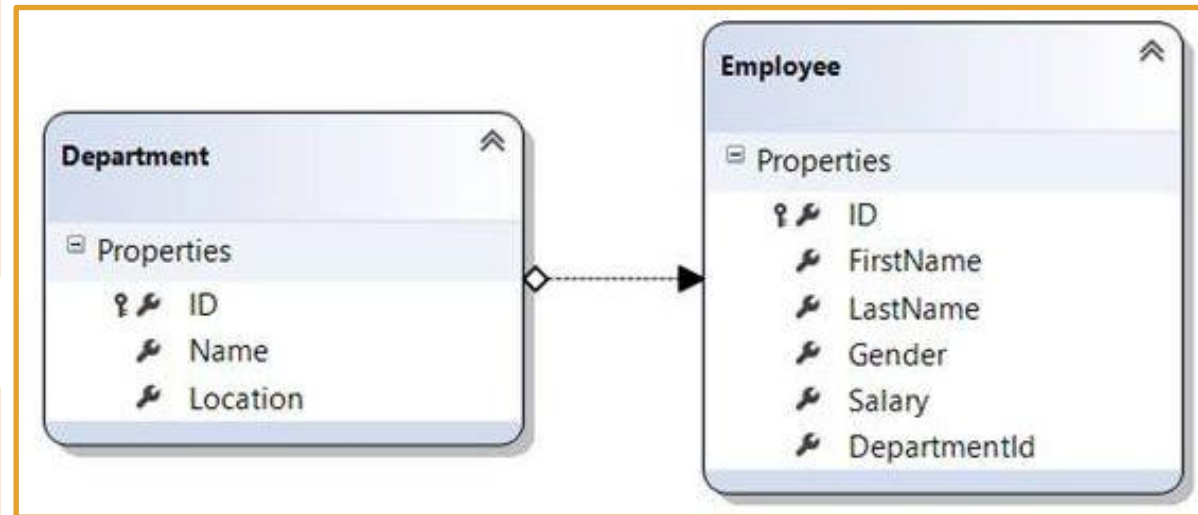 Department
Properties
ID
Name
Location
Employee
Properties
ID
FirstName
LastName
Gender
Salary
DepartmentId